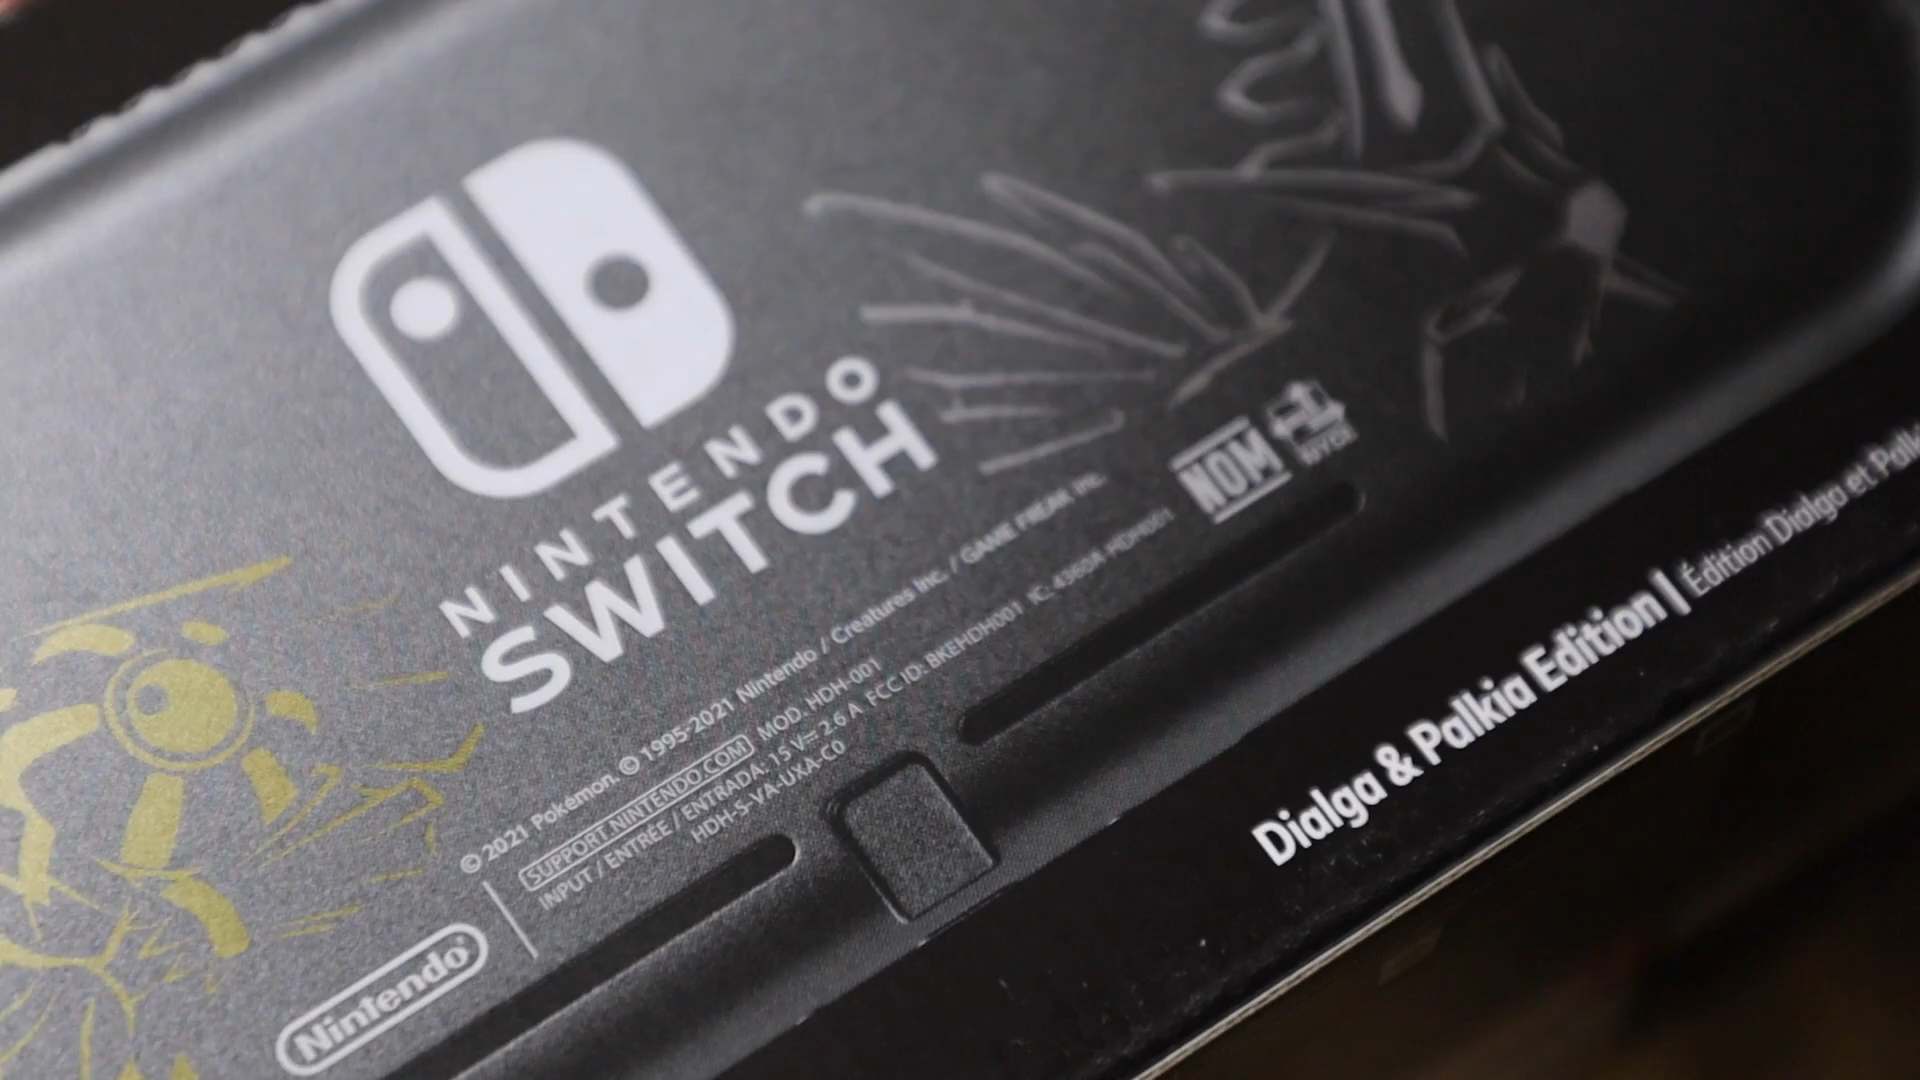 NINTENDO
SWITCH
© 2021 Pokémon. © 1995-2021 Nintendo / Creatures Inc. / GAME FREAK inc.
SUPPORT.NINTENDO.COM MOD. HDH-001
INPUT / ENTRÉE / ENTRADA: 15 V⎓ 2.6 A FCC ID: BKEHDH001 IC: 4360A-HDH001
HDH-S-VA-UXA-C0
Nintendo
NOM
NYCE
Dialga & Palkia Edition | Édition Dialga et